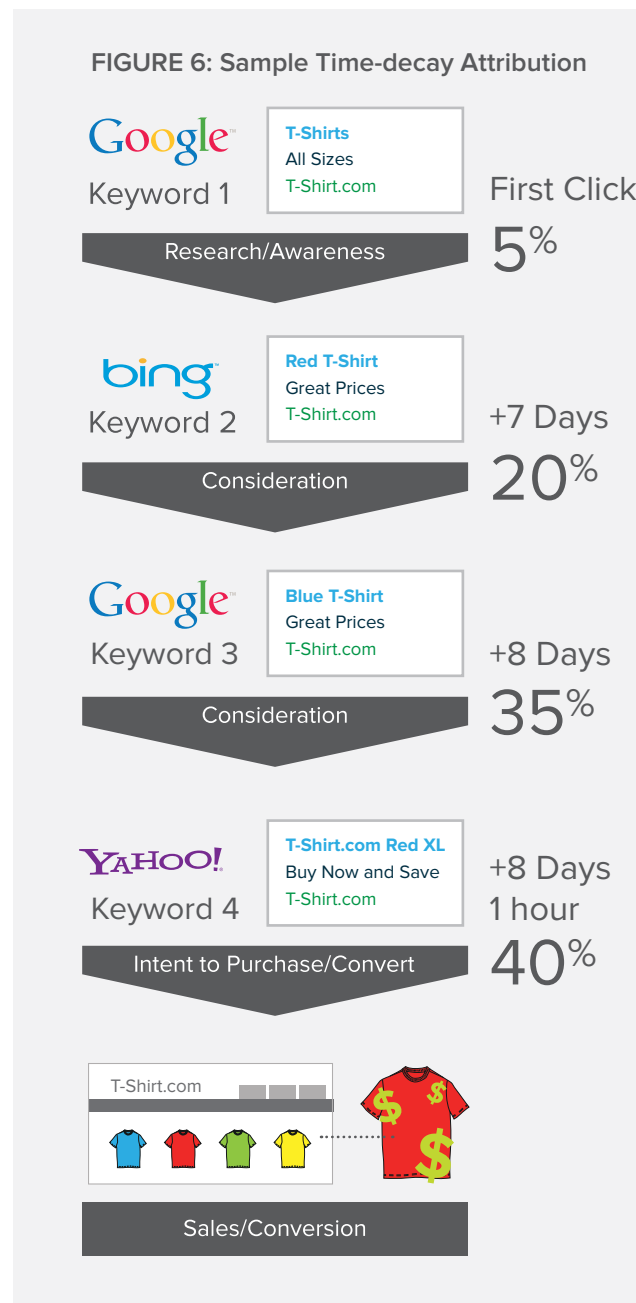 FIGURE 6: Sample Time-decay Attribution
Google™
Keyword 1
T-Shirts
All Sizes
T-Shirt.com
First Click
5%
Research/Awareness
bing™
Keyword 2
Red T-Shirt
Great Prices
T-Shirt.com
+7 Days
20%
Consideration
Google™
Keyword 3
Blue T-Shirt
Great Prices
T-Shirt.com
+8 Days
35%
Consideration
YAHOO!
Keyword 4
T-Shirt.com Red XL
Buy Now and Save
T-Shirt.com
+8 Days
1 hour
40%
Intent to Purchase/Convert
T-Shirt.com
$
$
$
Sales/Conversion